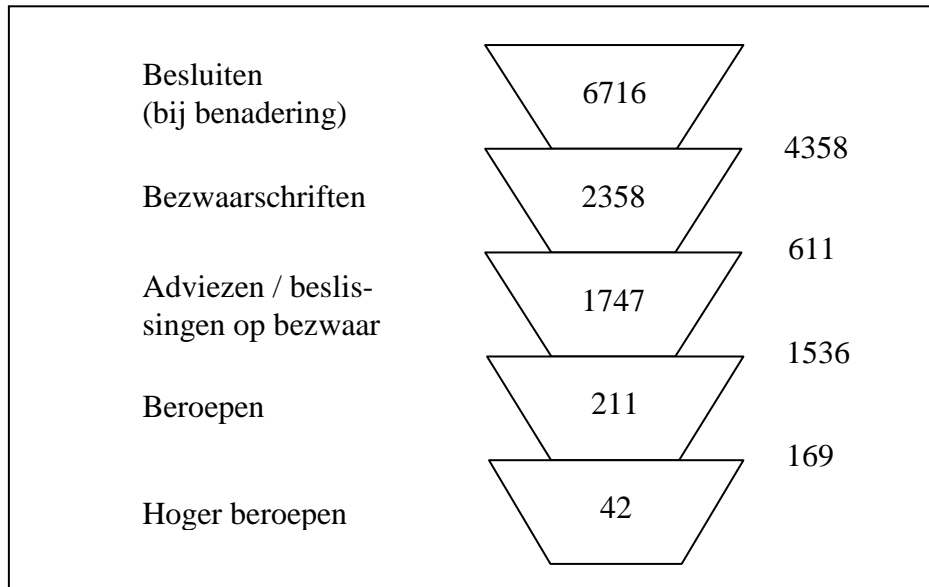 Besluiten
(bij benadering)
6716
4358
Bezwaarschriften
2358
611
Adviezen / beslis-
singen op bezwaar
1747
1536
Beroepen
211
169
Hoger beroepen
42